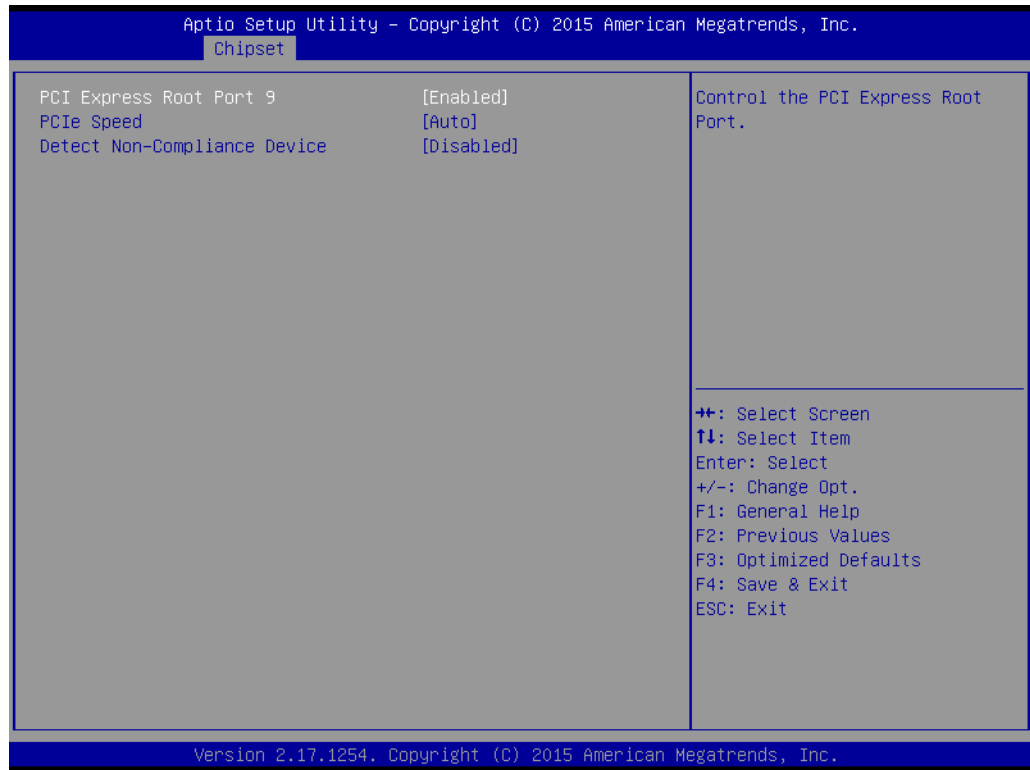 Aptio Setup Utility – Copyright (C) 2015 American Megatrends, Inc.
Chipset
PCI Express Root Port 9 [Enabled]
PCIe Speed [Auto]
Detect Non-Compliance Device [Disabled]
Control the PCI Express Root
Port.
→←: Select Screen
↑↓: Select Item
Enter: Select
+/-: Change Opt.
F1: General Help
F2: Previous Values
F3: Optimized Defaults
F4: Save & Exit
ESC: Exit
Version 2.17.1254. Copyright (C) 2015 American Megatrends, Inc.